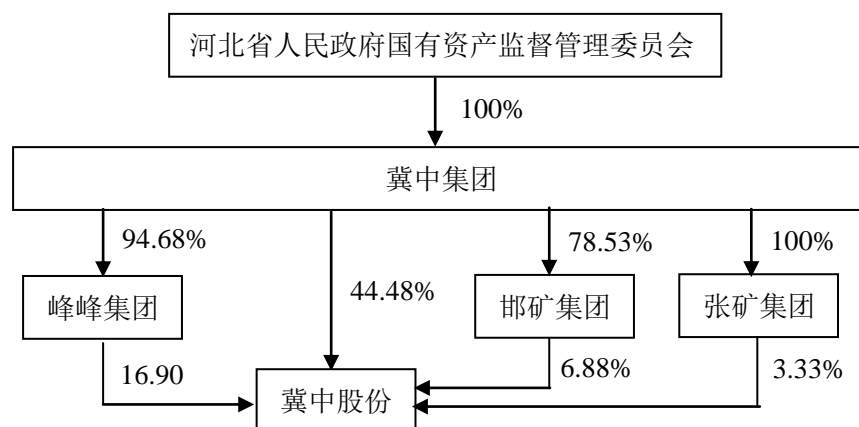 河北省人民政府国有资产监督管理委员会
100%
冀中集团
94.68%
78.53%
100%
44.48%
峰峰集团
邯矿集团
张矿集团
16.90
6.88%
3.33%
冀中股份